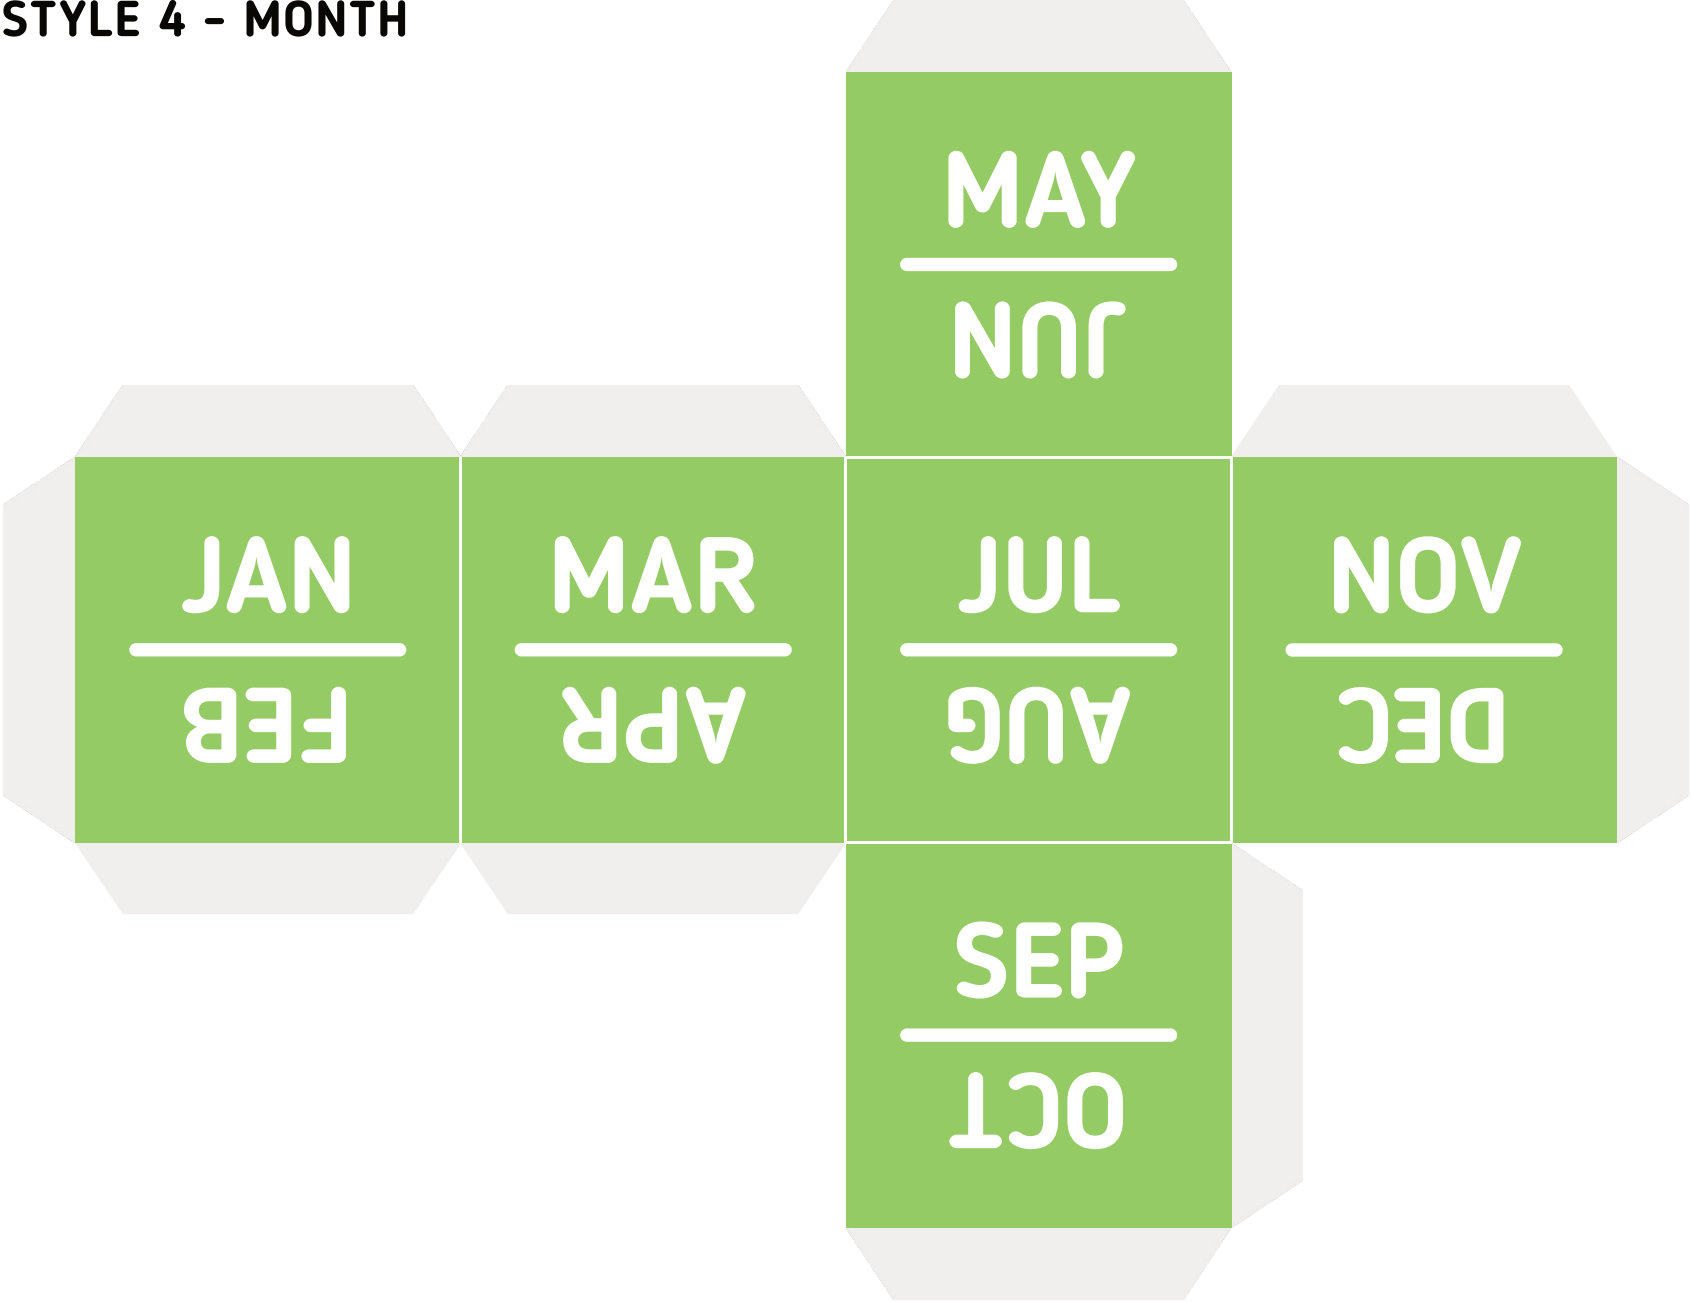 STYLE 4 - MONTH
MAY
JUN
JAN
FEB
MAR
APR
JUL
AUG
NOV
DEC
SEP
OCT